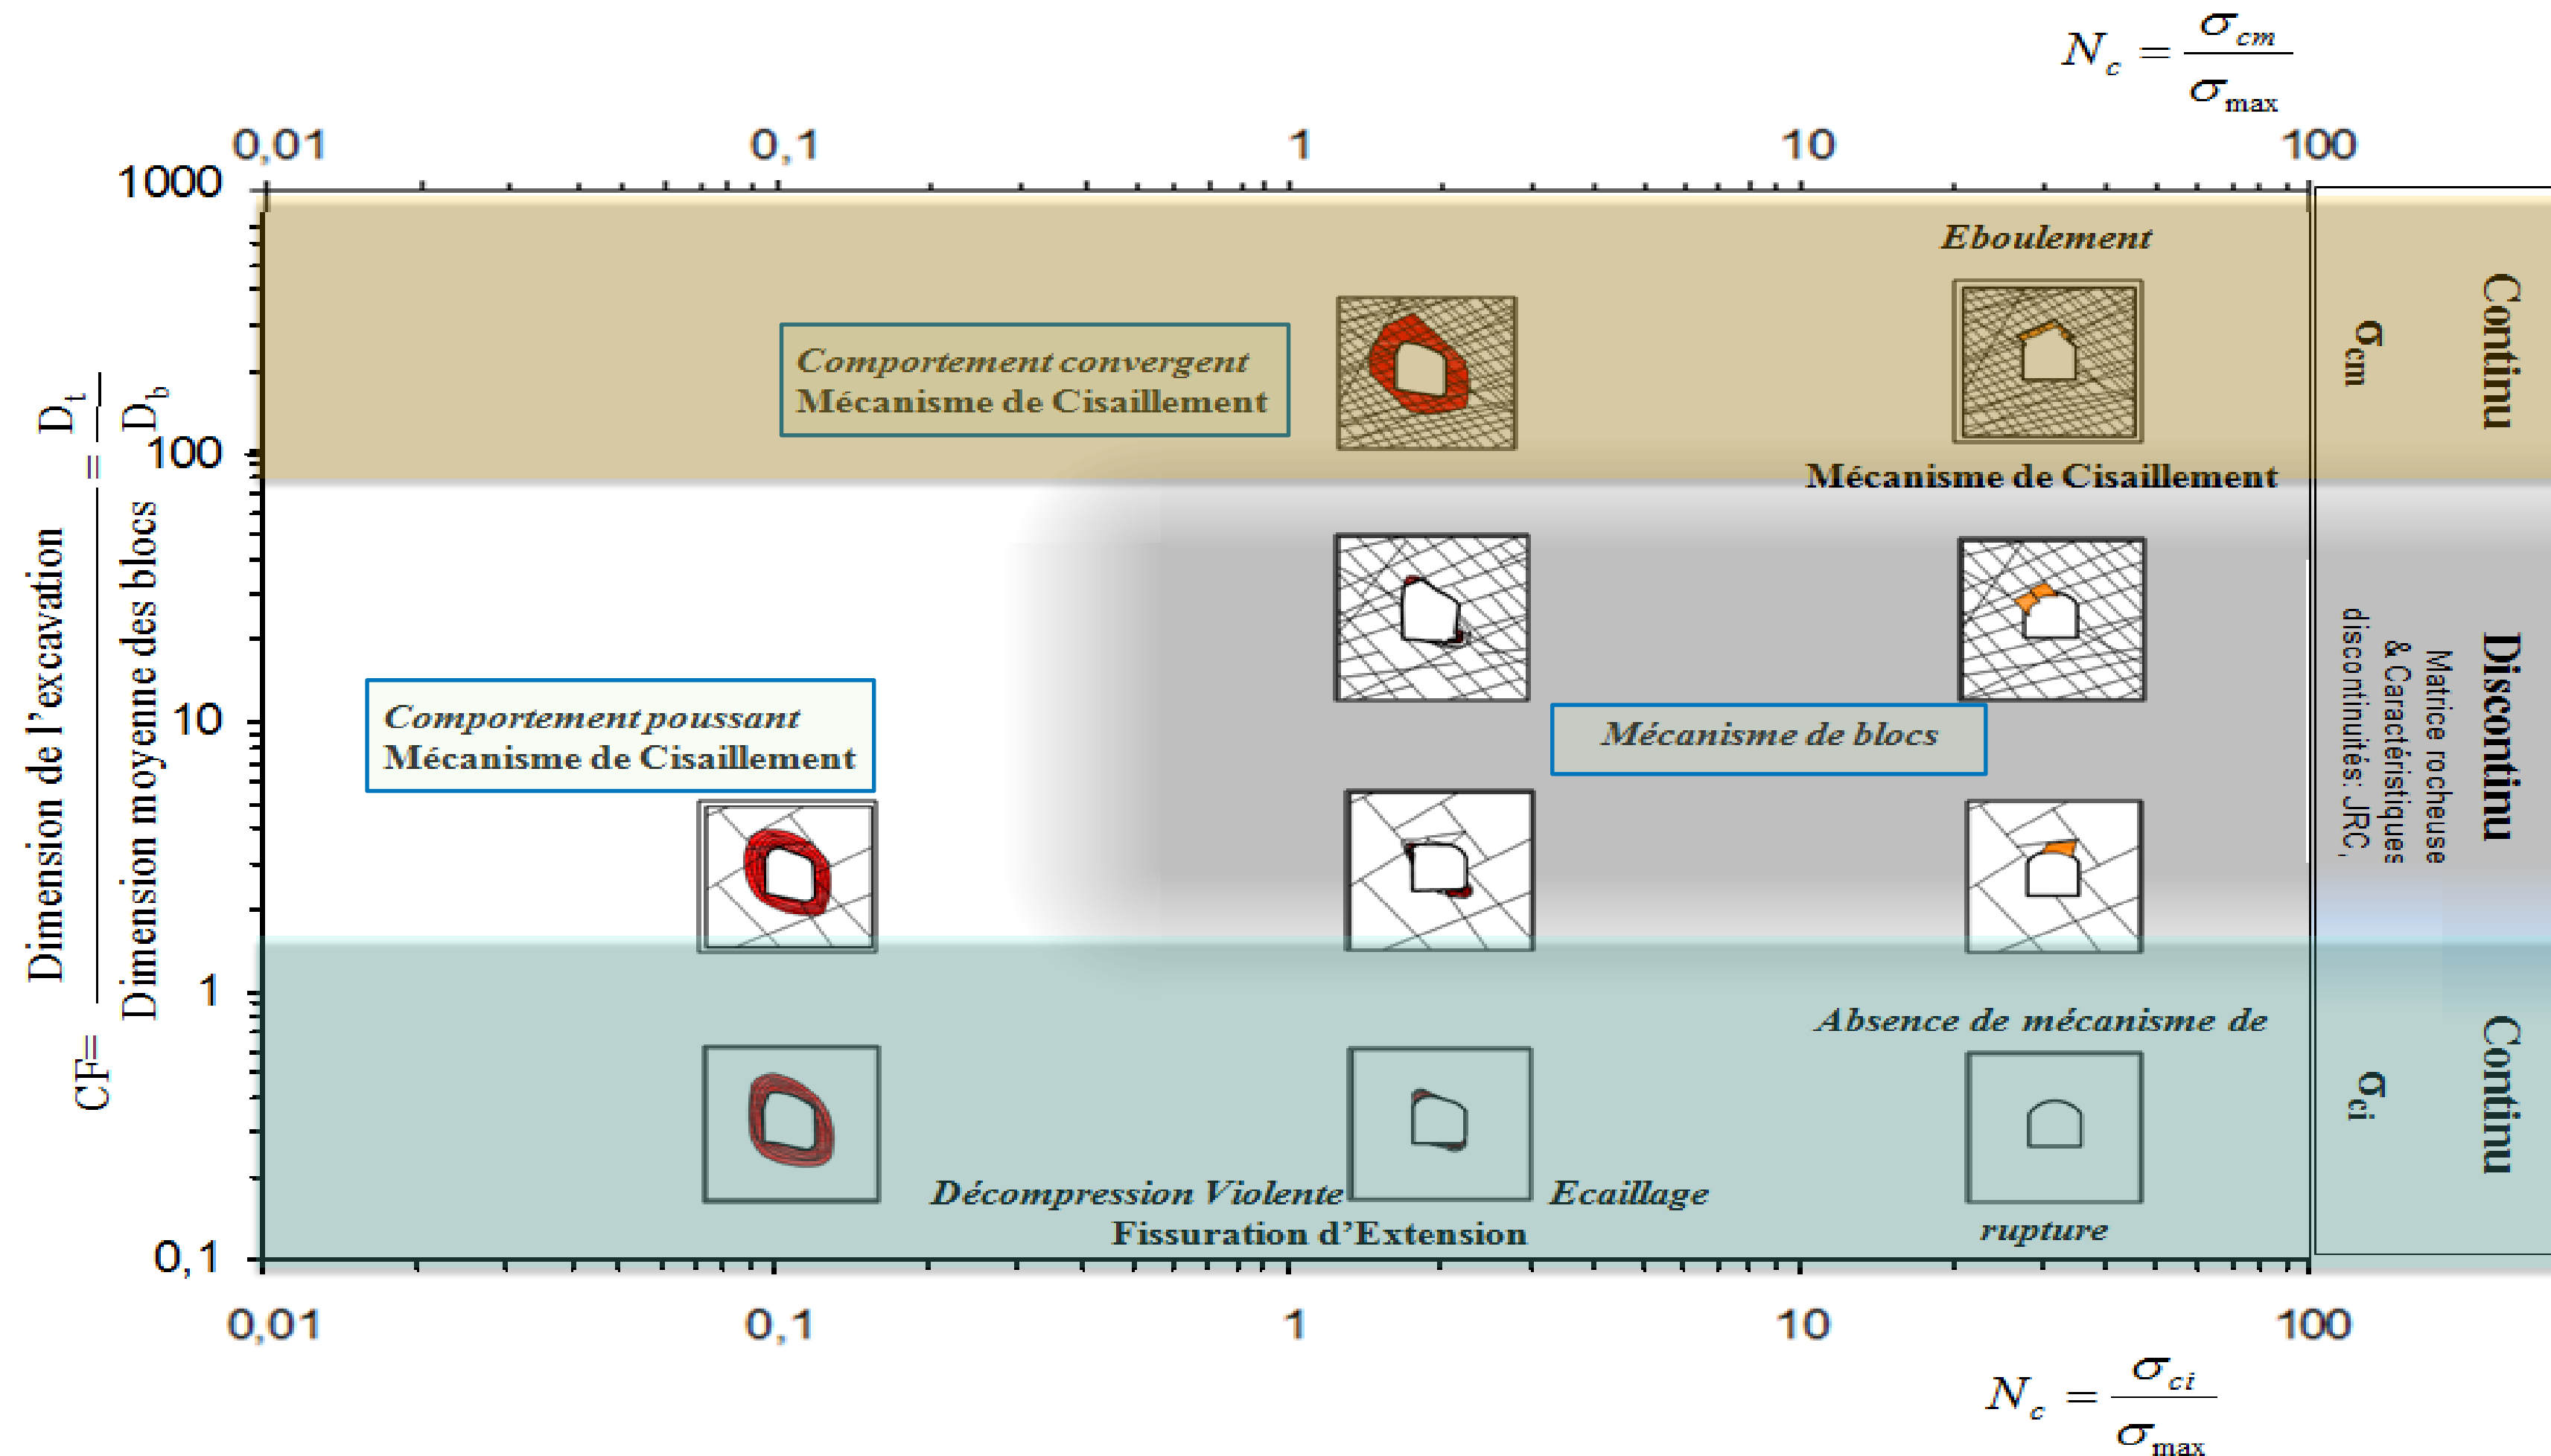 N_c = σ_cm / σ_max
0,01 0,1 1 10 100
1000
100
10
1
0,1
CF= Dimension de l'excavation / Dimension moyenne des blocs = D_t / D_b
Eboulement
Comportement convergent
Mécanisme de Cisaillement
Mécanisme de Cisaillement
Comportement poussant
Mécanisme de Cisaillement
Mécanisme de blocs
Absence de mécanisme de
rupture
Décompression Violente
Ecaillage
Fissuration d'Extension
Continu
σ_cm
Discontinu
Matrice rocheuse
& Caractéristiques
discontinuités: JRC,
Continu
σ_ci
0,01 0,1 1 10 100
N_c = σ_ci / σ_max